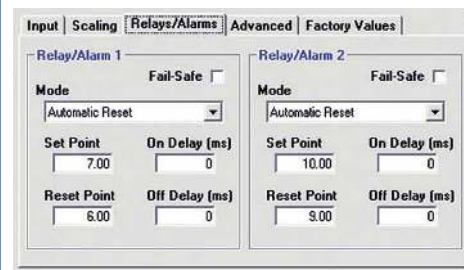 Input Scaling Relays/Alarms Advanced Factory Values
Relay/Alarm 1
Fail-Safe
Mode
Automatic Reset
Set Point On Delay (ms)
7.00 0
Reset Point Off Delay (ms)
6.00 0
Relay/Alarm 2
Fail-Safe
Mode
Automatic Reset
Set Point On Delay (ms)
10.00 0
Reset Point Off Delay (ms)
9.00 0